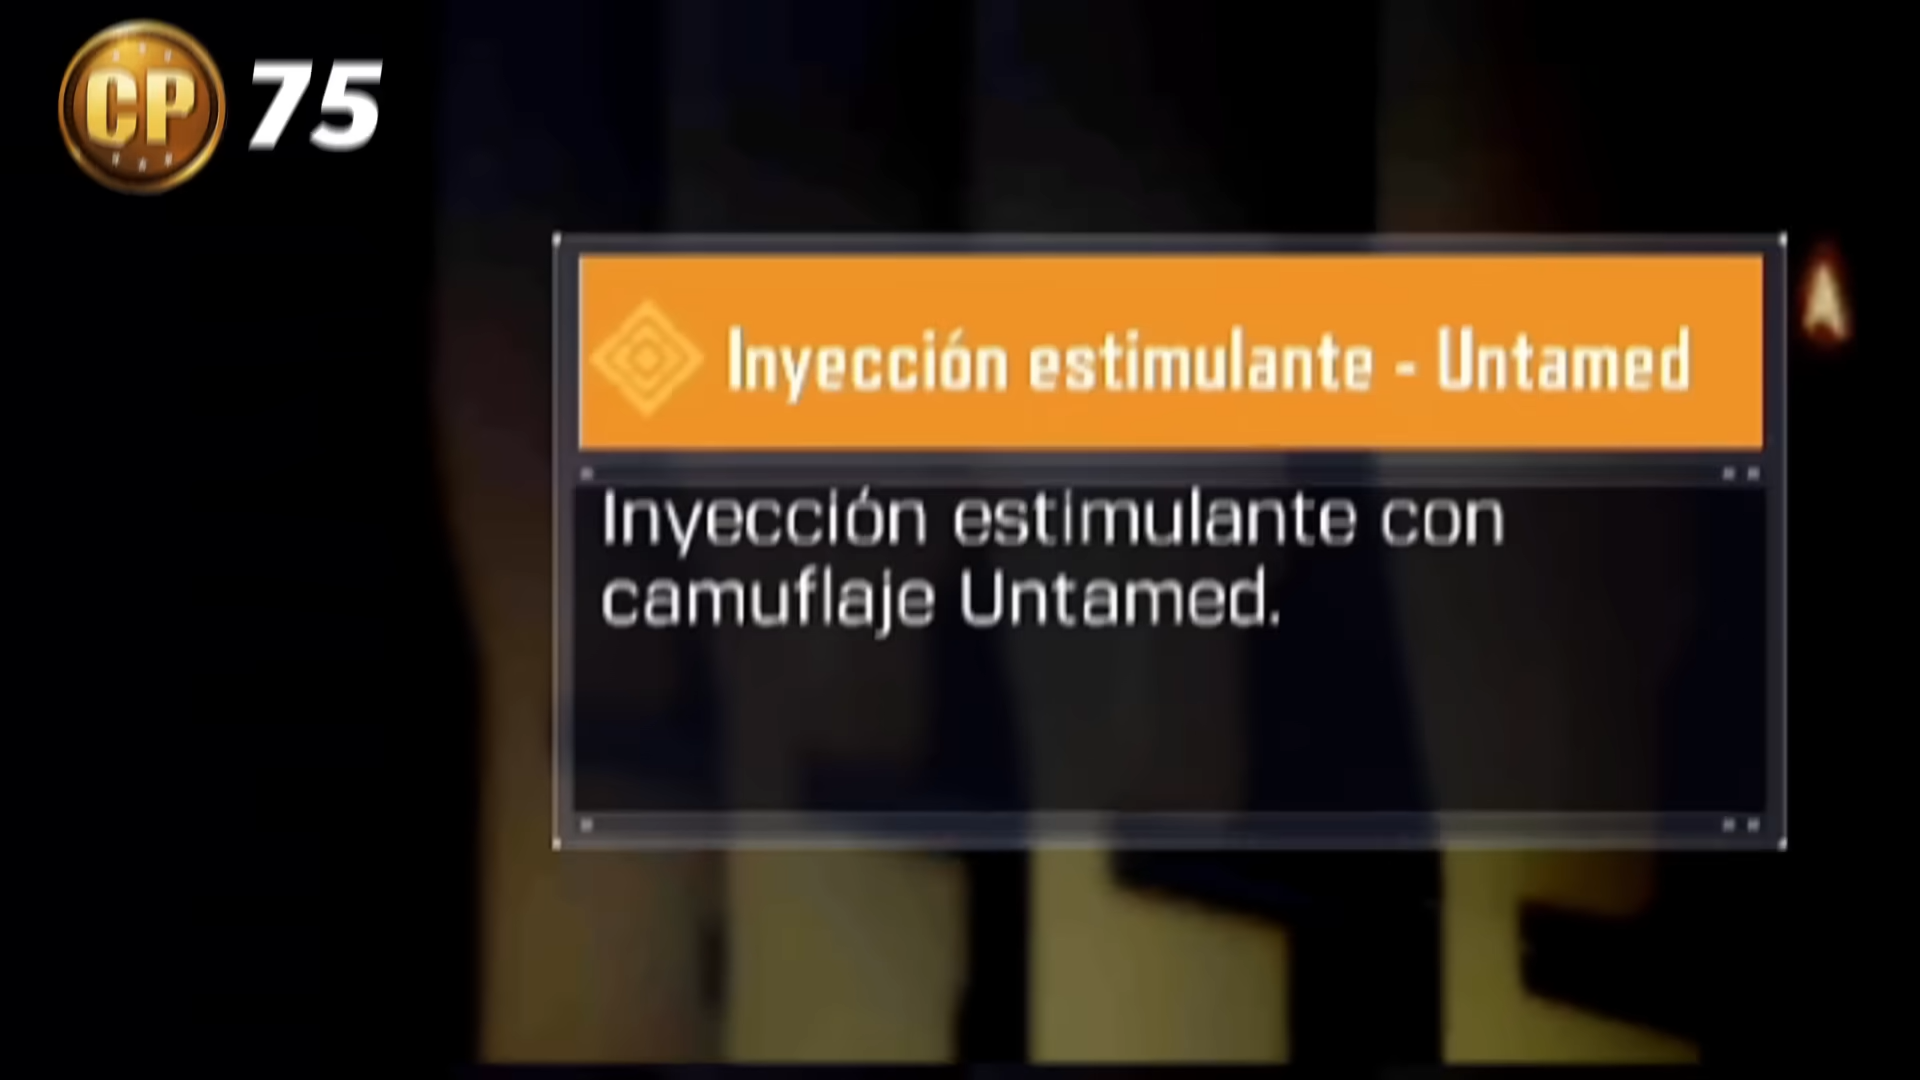 CP 75
Inyección estimulante - Untamed
Inyección estimulante con
camuflaje Untamed.